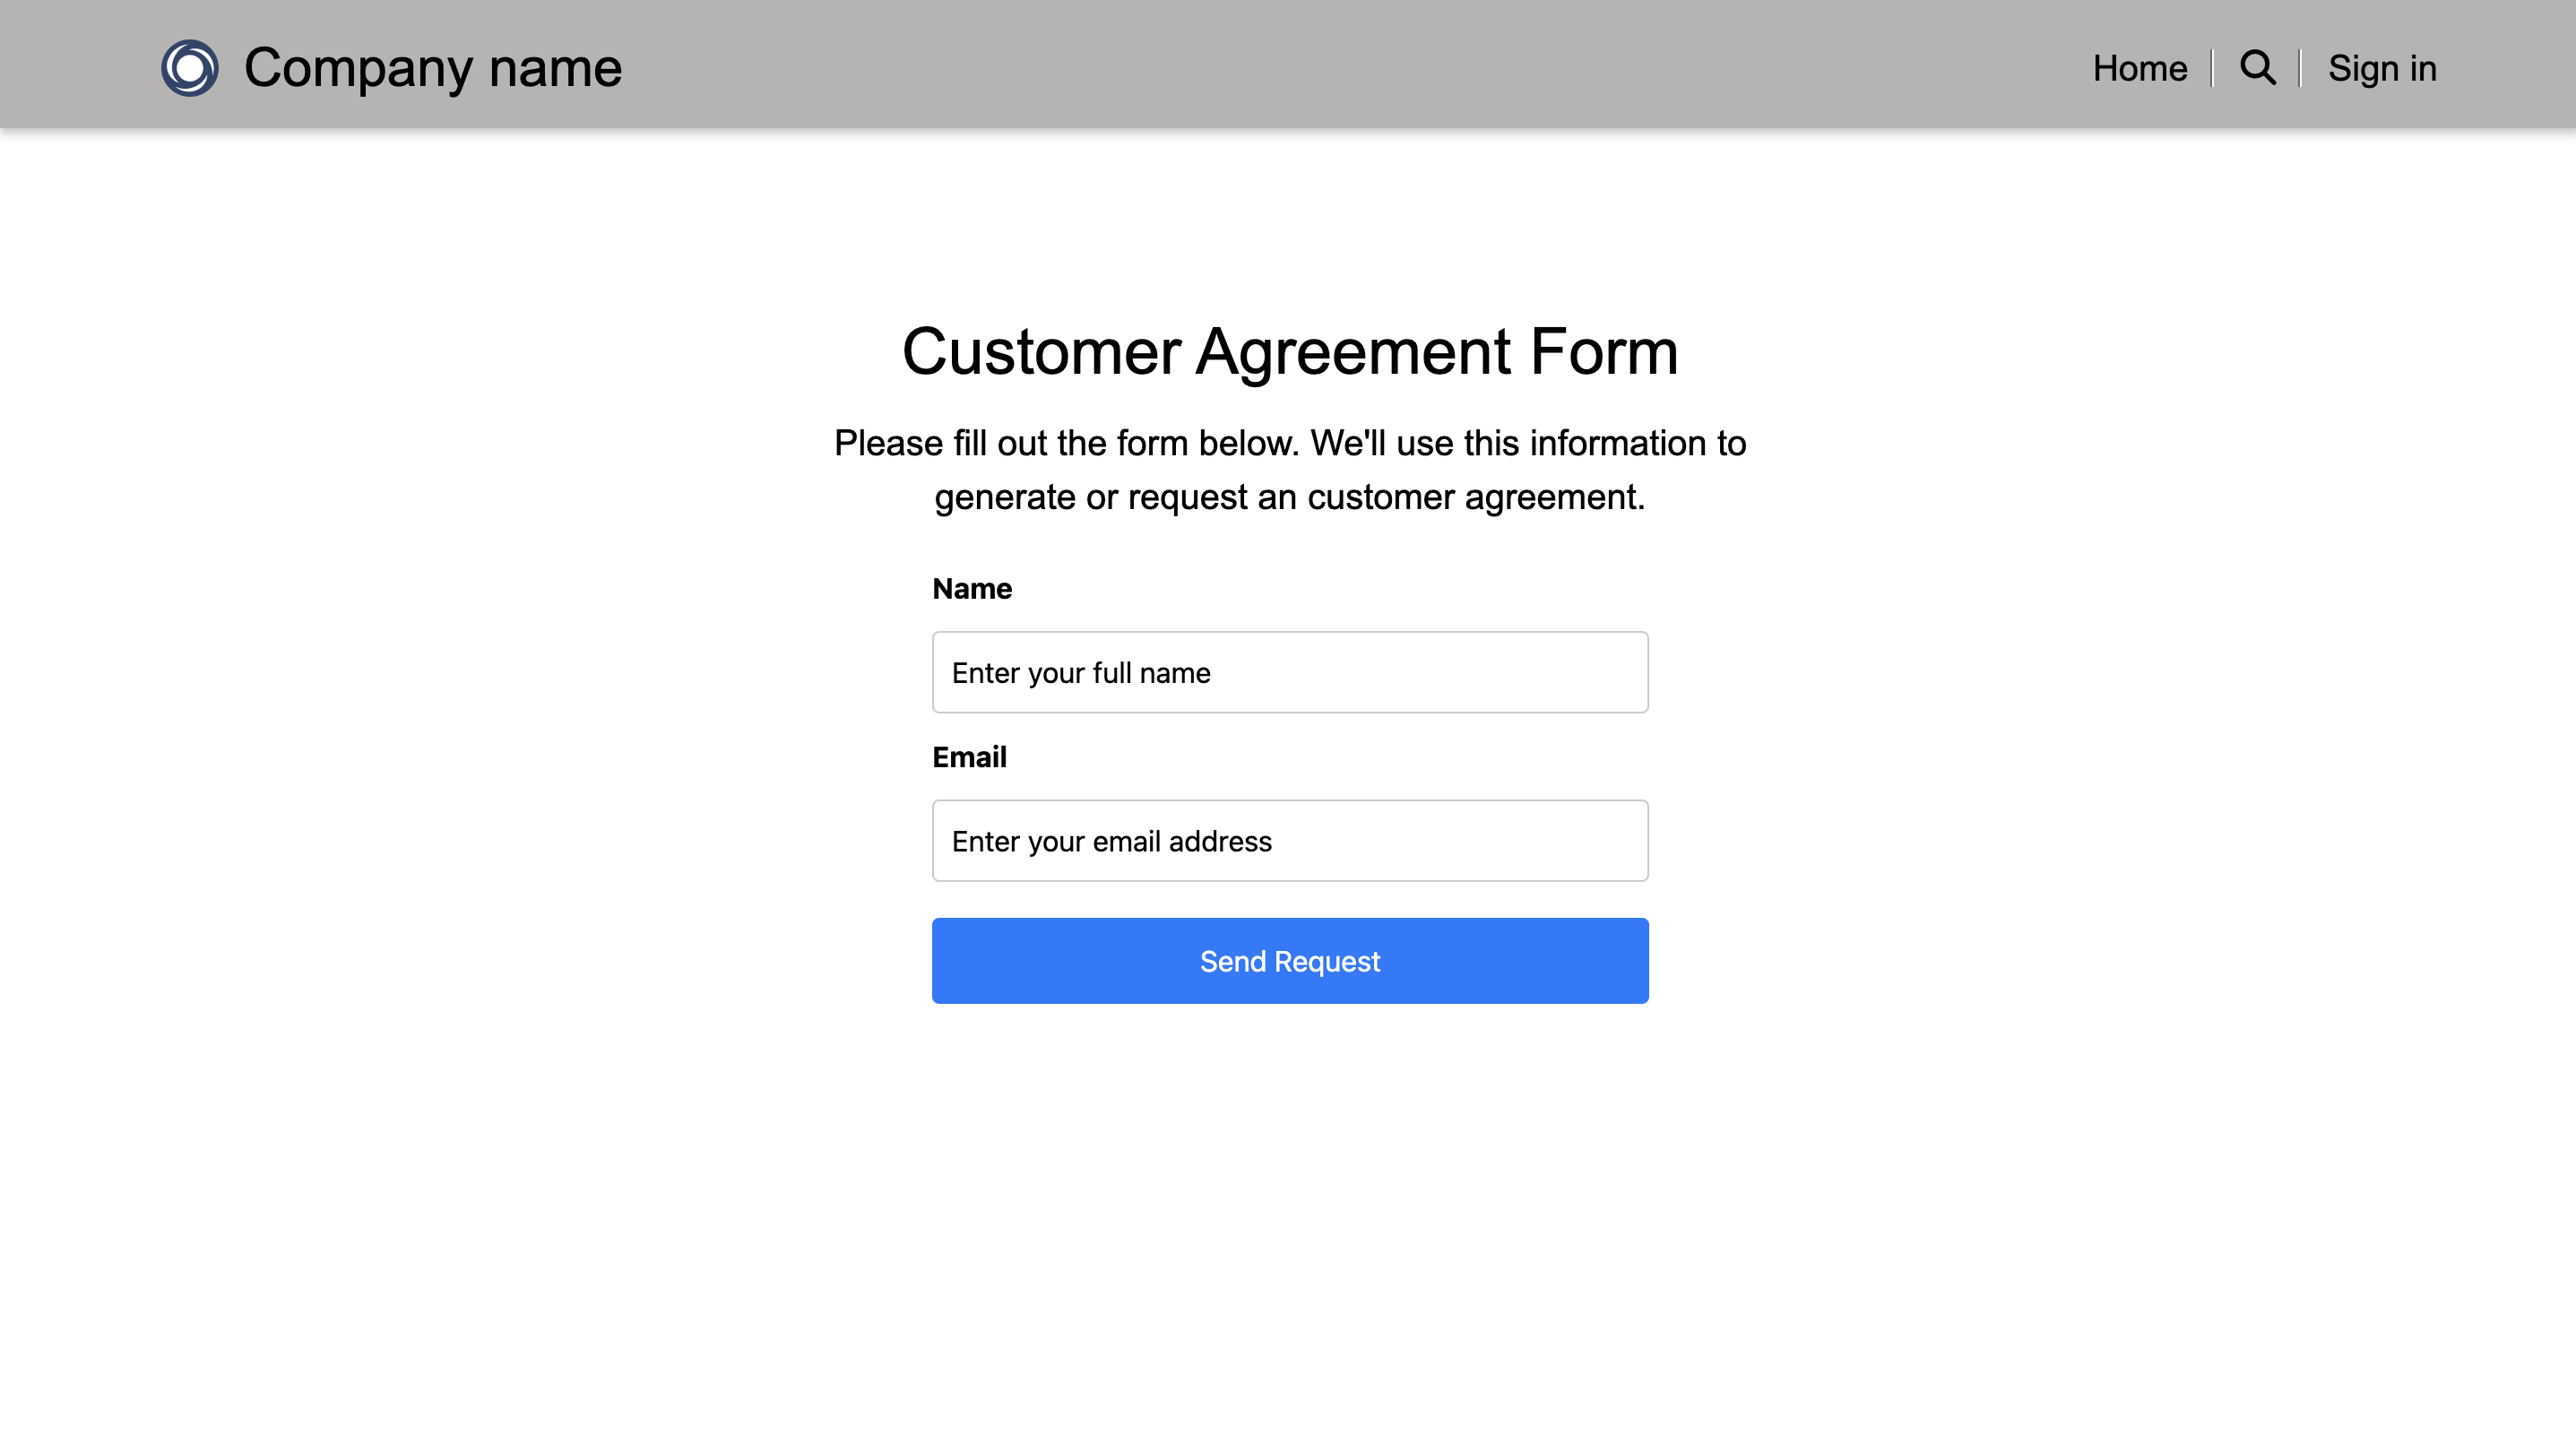 Company name
Home
Sign in
Customer Agreement Form
Please fill out the form below. We'll use this information to
generate or request an customer agreement.
Name
Enter your full name
Email
Enter your email address
Send Request